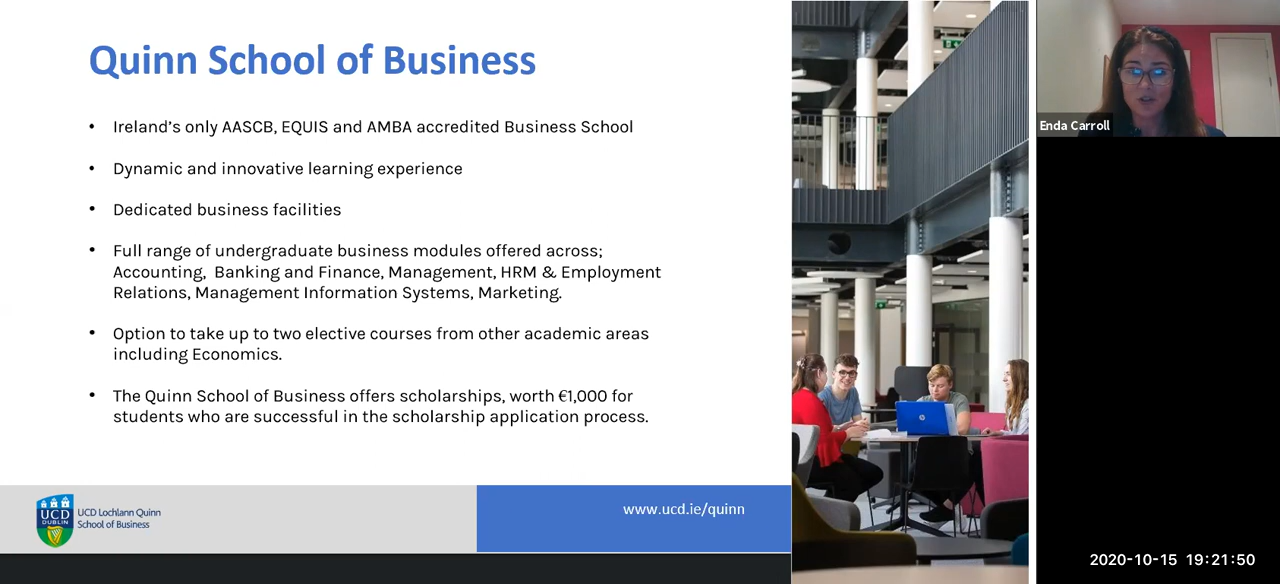 Quinn School of Business
• Ireland's only AASCB, EQUIS and AMBA accredited Business School
• Dynamic and innovative learning experience
• Dedicated business facilities
• Full range of undergraduate business modules offered across;
Accounting, Banking and Finance, Management, HRM & Employment
Relations, Management Information Systems, Marketing.
• Option to take up to two elective courses from other academic areas
including Economics.
• The Quinn School of Business offers scholarships, worth €1,000 for
students who are successful in the scholarship application process.
UCD
DUBLIN
UCD Lochlann Quinn
School of Business
www.ucd.ie/quinn
hp
Enda Carroll
2020-10-15 19:21:50